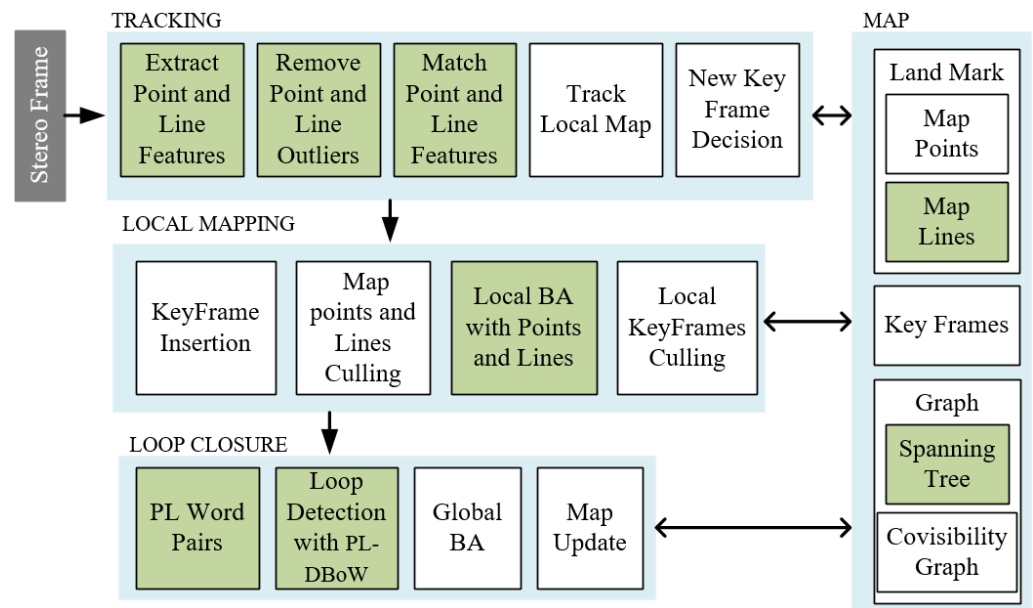 TRACKING
MAP
Stereo Frame
Extract
Point and
Line
Features
Remove
Point and
Line
Outliers
Match
Point and
Line
Features
Track
Local Map
New Key
Frame
Decision
Land Mark
Map
Points
Map
Lines
LOCAL MAPPING
KeyFrame
Insertion
Map
points and
Lines
Culling
Local BA
with Points
and Lines
Local
KeyFrames
Culling
Key Frames
LOOP CLOSURE
PL Word
Pairs
Loop
Detection
with PL-
DBoW
Global
BA
Map
Update
Graph
Spanning
Tree
Covisibility
Graph